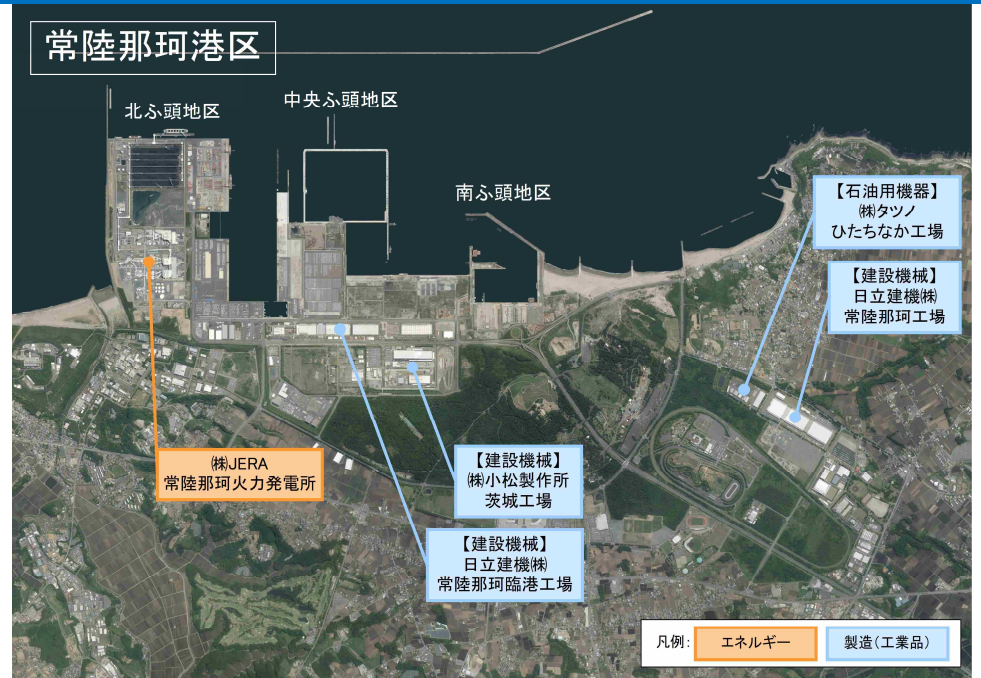 常陸那珂港区
北ふ頭地区
中央ふ頭地区
南ふ頭地区
【石油用機器】
㈱タツノ
ひたちなか工場
【建設機械】
日立建機㈱
常陸那珂工場
㈱JERA
常陸那珂火力発電所
【建設機械】
㈱小松製作所
茨城工場
【建設機械】
日立建機㈱
常陸那珂臨港工場
凡例:
エネルギー
製造(工業品)